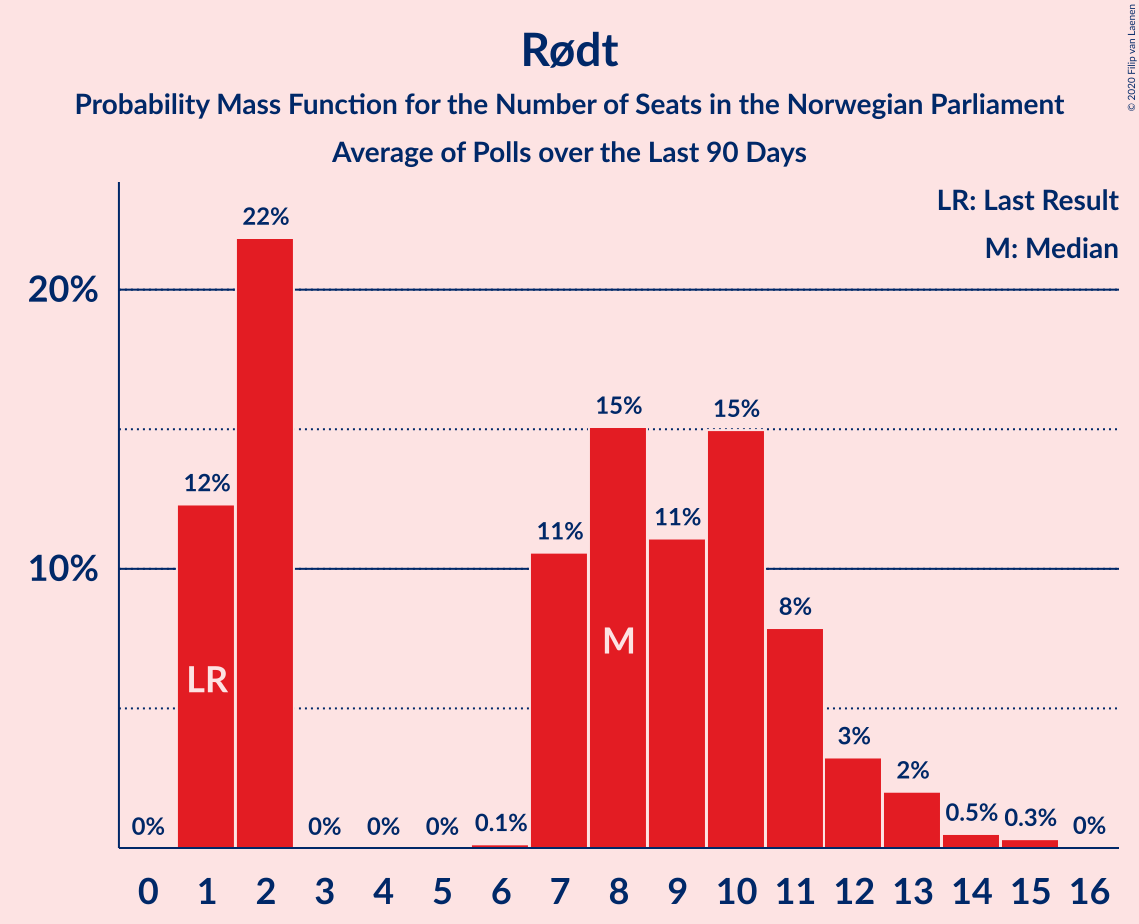 Rødt
Probability Mass Function for the Number of Seats in the Norwegian Parliament
Average of Polls over the Last 90 Days
© 2020 Filip van Laenen
LR: Last Result
M: Median
20%
10%
0%
12%
22%
0%
0%
0%
0.1%
11%
15%
11%
15%
8%
3%
2%
0.5%
0.3%
0%
LR
M
0 1 2 3 4 5 6 7 8 9 10 11 12 13 14 15 16